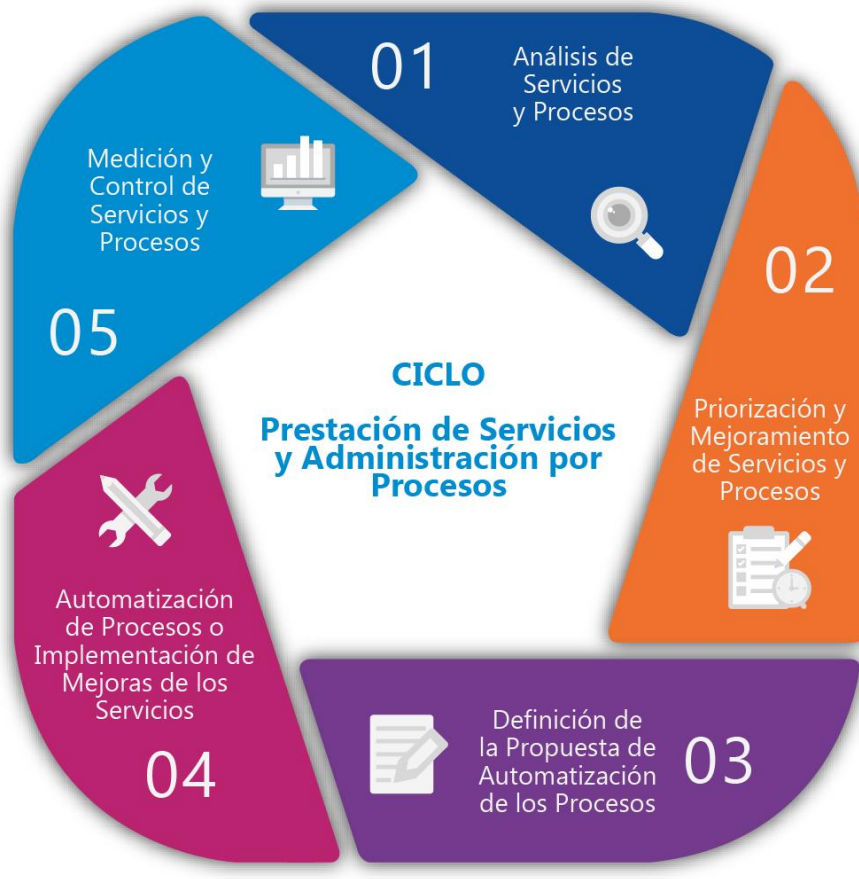 01
Análisis de
Servicios
y Procesos
02
Priorización y
Mejoramiento
de Servicios y
Procesos
03
Definición de
la Propuesta de
Automatización
de los Procesos
04
Automatización
de Procesos o
Implementación de
Mejoras de los
Servicios
05
Medición y
Control de
Servicios y
Procesos
CICLO
Prestación de Servicios
y Administración por
Procesos